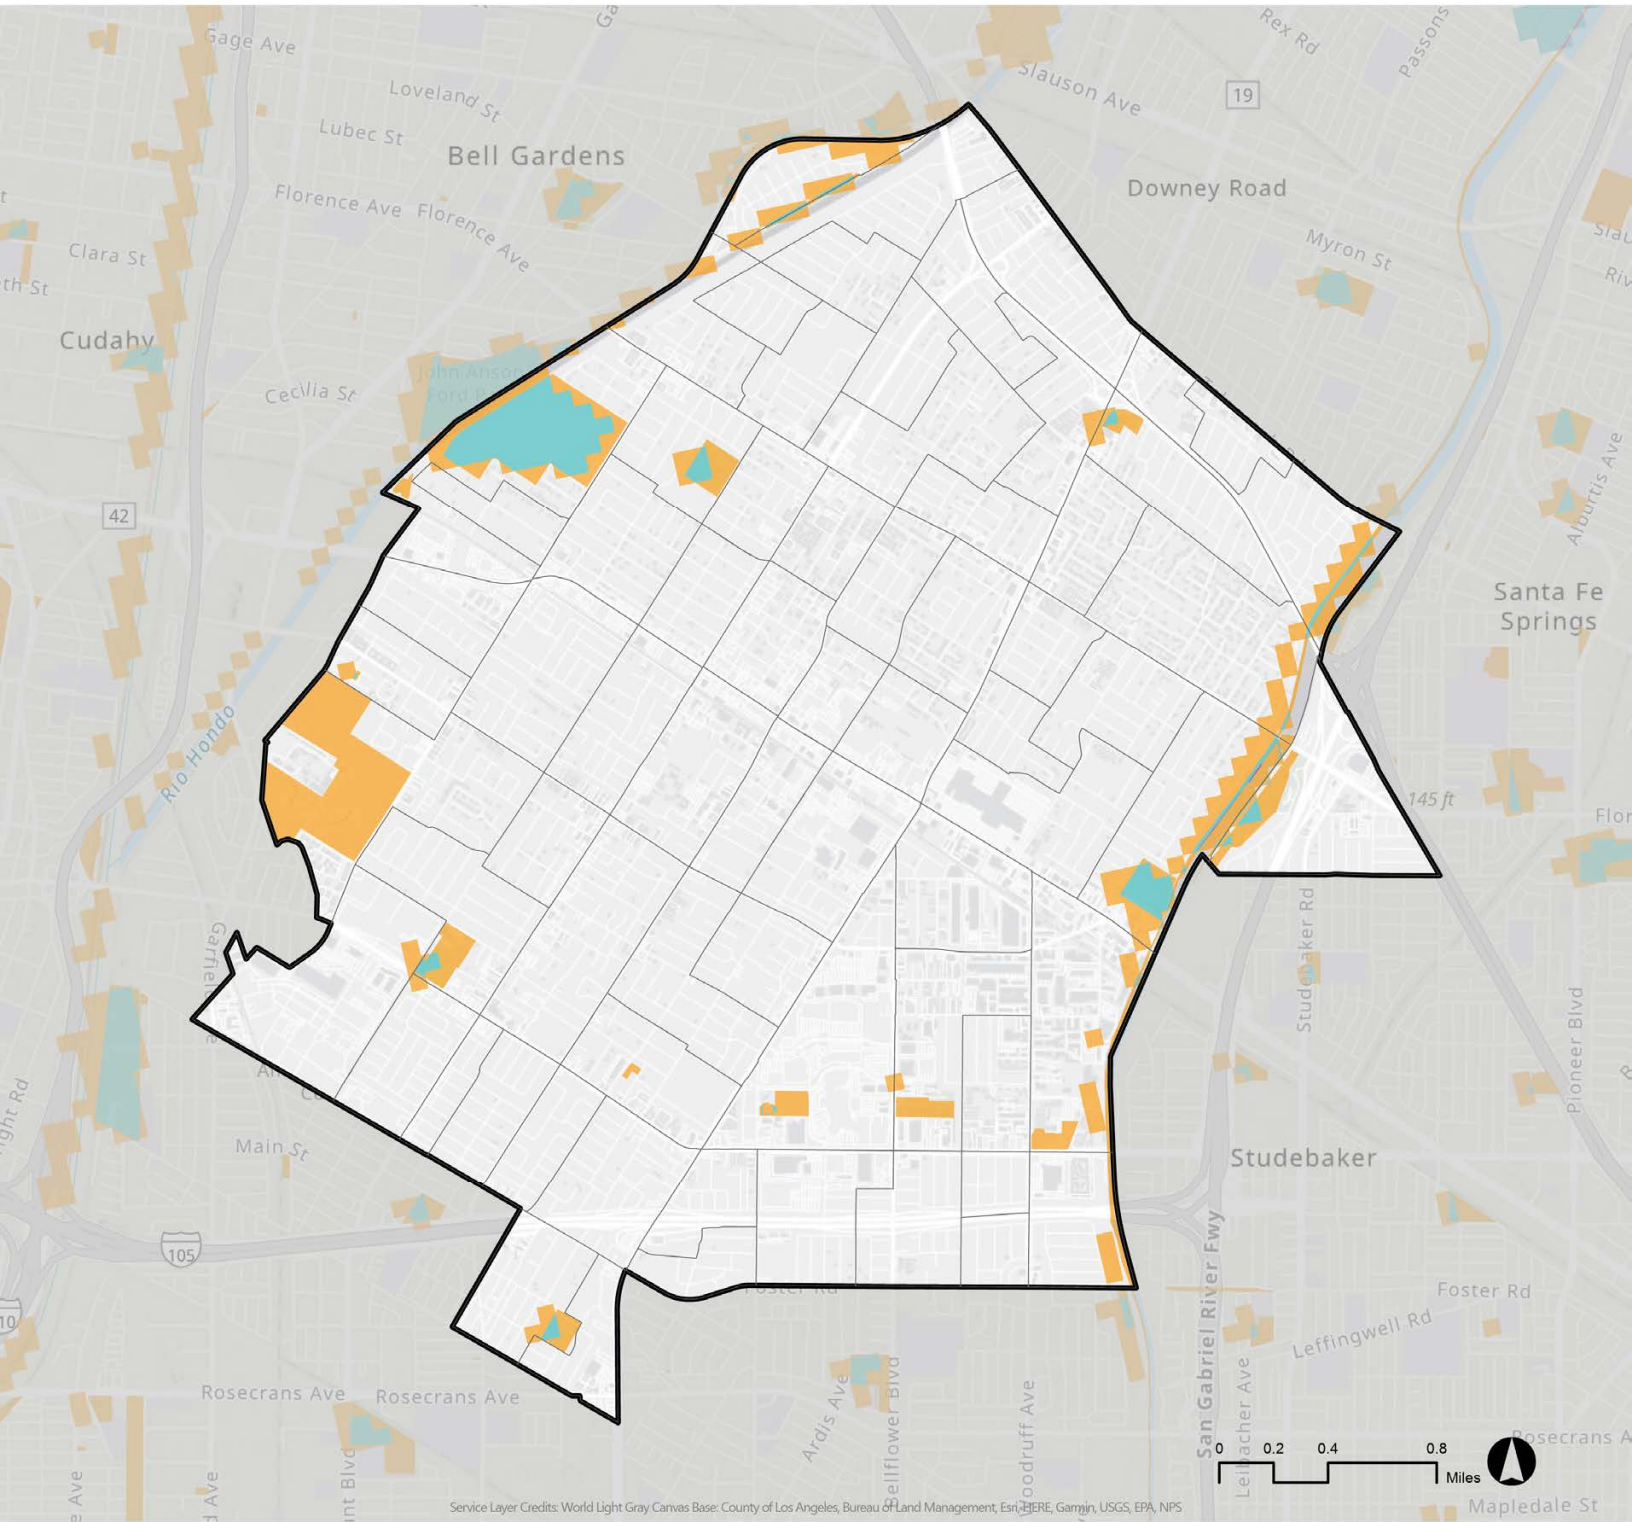 Gage Ave
Rex Rd
Passons
Slauson Ave
19
Loveland St
Lubec St
Bell Gardens
Downey Road
Florence Ave
Florence Ave
Clara St
Myron St
Cudahy
John Anson
Cecilia St
42
Alburtis Ave
Santa Fe
Springs
Rio Hondo
145 ft
Studebaker Rd
Pioneer Blvd
Main St
Studebaker
105
Foster Rd
Foster Rd
San Gabriel River Fwy
Leffingwell Rd
Rosecrans Ave
Rosecrans Ave
Ardis Ave
Bellflower Blvd
Woodruff Ave
Leibacher Ave
0
0.2
0.4
0.8
Miles
Mapledale St
Service Layer Credits: World Light Gray Canvas Base: County of Los Angeles, Bureau of Land Management, Esri, HERE, Garmin, USGS, EPA, NPS